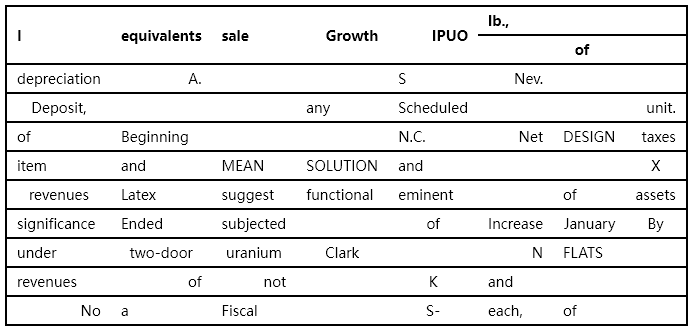 I equivalents sale Growth IPUO Ib.,
of
depreciation A. S Nev.
Deposit, any Scheduled unit.
of Beginning N.C. Net DESIGN taxes
item and MEAN SOLUTION and X
revenues Latex suggest functional eminent of assets
significance Ended subjected of Increase January By
under two-door uranium Clark N FLATS
revenues of not K and
No a Fiscal S- each, of